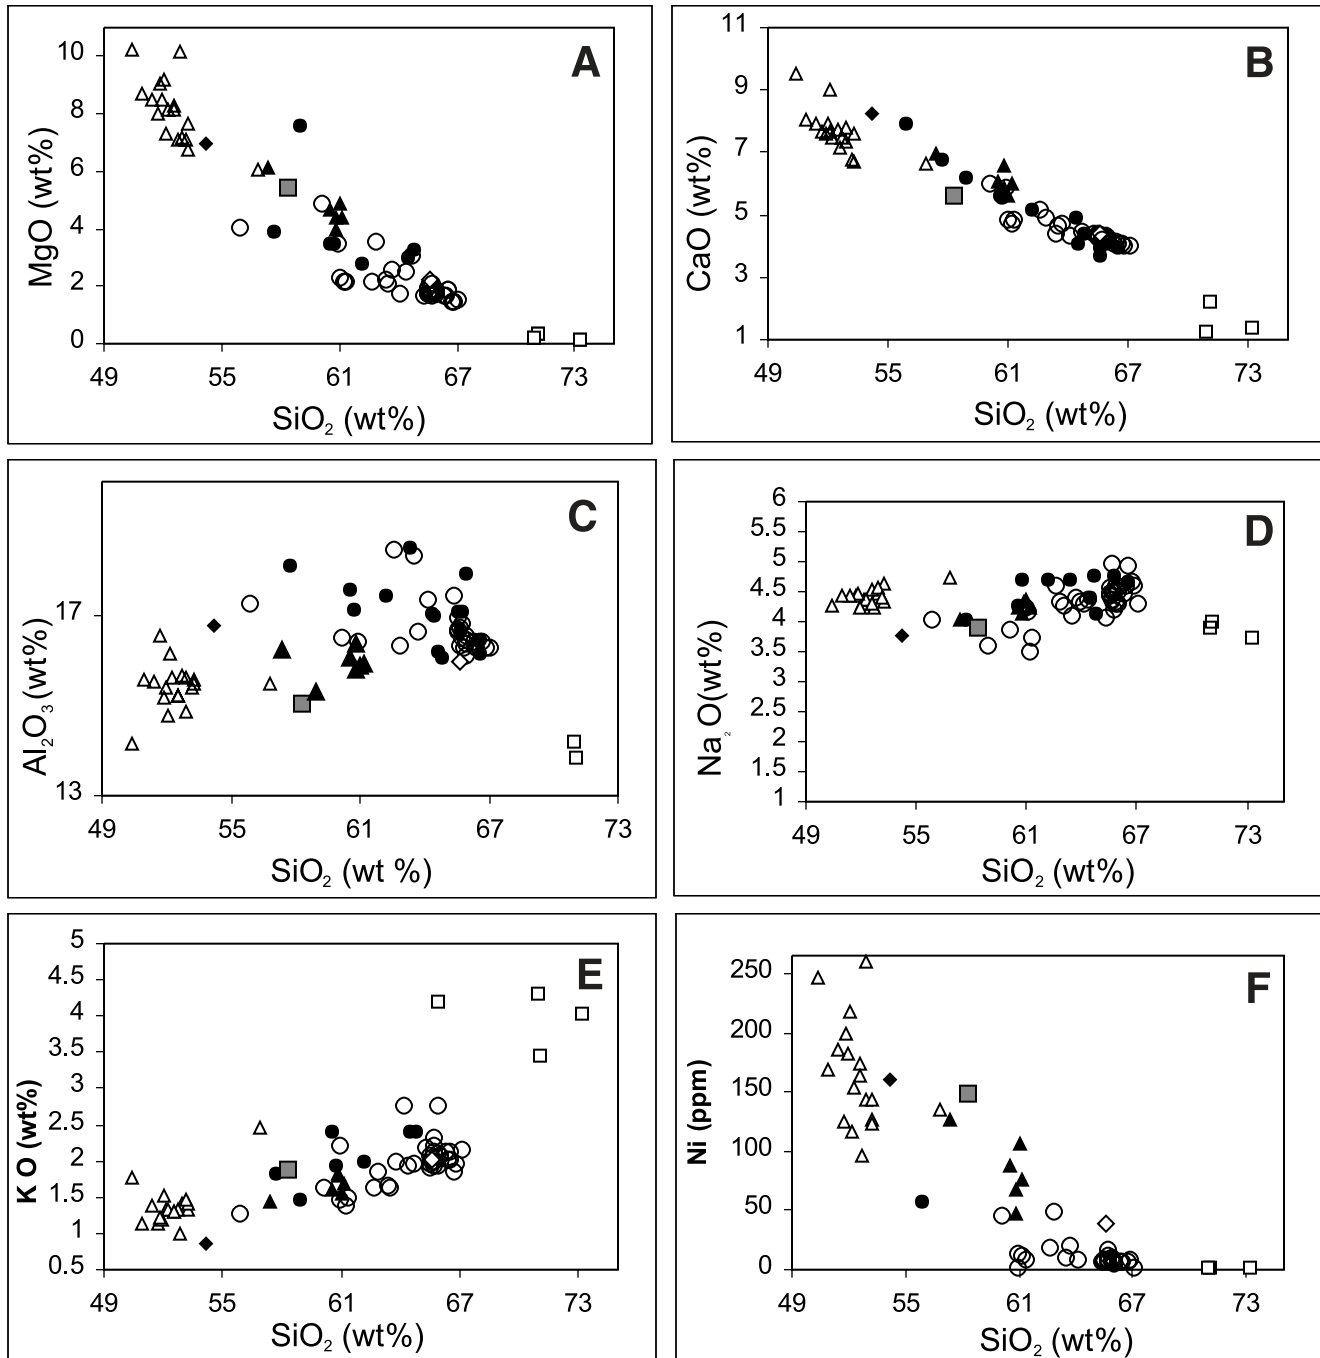 A
MgO (wt%)
10
8
6
4
2
0
49 55 61 67 73
SiO₂ (wt%)
B
CaO (wt%)
11
9
7
5
3
1
49 55 61 67 73
SiO₂ (wt%)
C
Al₂O₃(wt%)
17
13
49 55 61 67 73
SiO₂ (wt %)
D
Na₂O(wt%)
6
5.5
5
4.5
4
3.5
3
2.5
2
1.5
1
49 55 61 67 73
SiO₂ (wt%)
E
K O (wt%)
5
4.5
4
3.5
3
2.5
2
1.5
1
0.5
49 55 61 67 73
SiO₂ (wt%)
F
Ni (ppm)
250
200
150
100
50
0
49 55 61 67 73
SiO₂ (wt%)